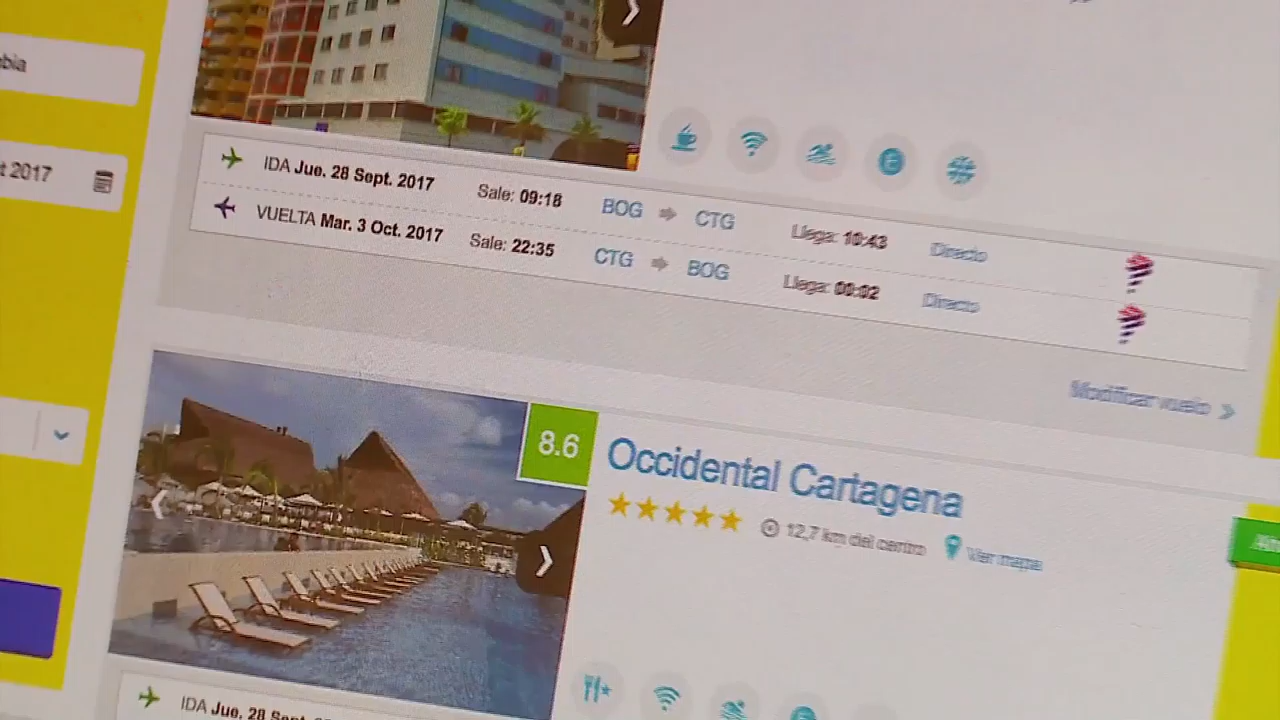 bia
t 2017
IDA Jue. 28 Sept. 2017 Sale: 09:18 BOG CTG Llega: 10:43 Directo
VUELTA Mar. 3 Oct. 2017 Sale: 22:35 CTG BOG Llega: 00:02 Directo
Modificar vuelo
8.6
Occidental Cartagena
12,7 km del centro Ver mapa
IDA Jue. 28 Sept.